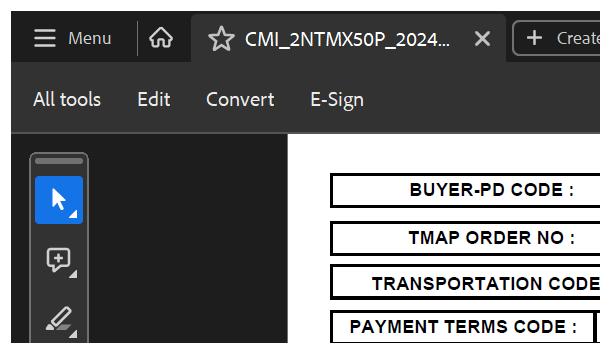 Menu
CMI_2NTMX50P_2024...
Create
All tools
Edit
Convert
E-Sign
BUYER-PD CODE :
TMAP ORDER NO :
TRANSPORTATION CODE
PAYMENT TERMS CODE :